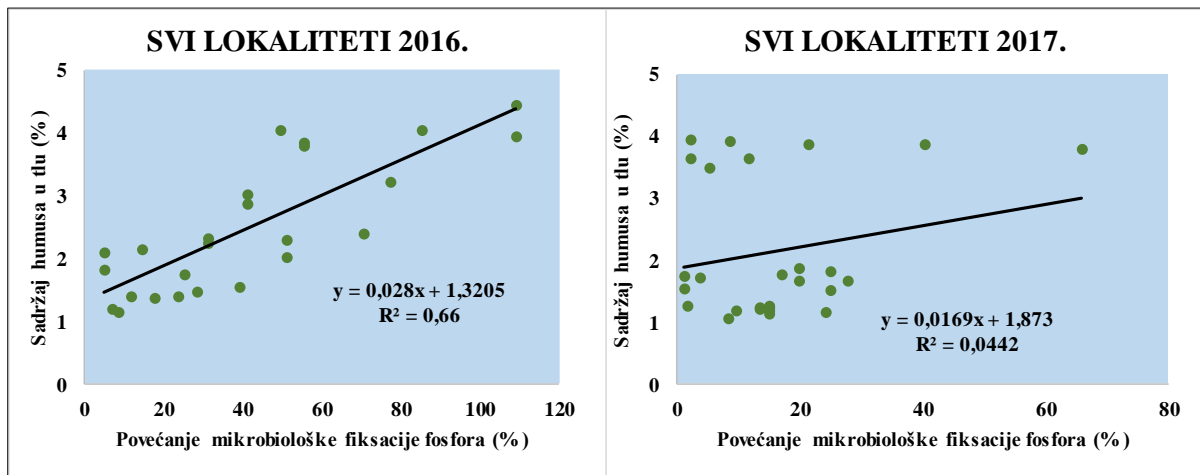 SVI LOKALITETI 2016.
5
4
3
2
1
0
Sadržaj humusa u tlu (%)
y = 0,028x + 1,3205
R² = 0,66
0 20 40 60 80 100 120
Povećanje mikrobiološke fiksacije fosfora (%)
SVI LOKALITETI 2017.
5
4
3
2
1
0
Sadržaj humusa u tlu (%)
y = 0,0169x + 1,873
R² = 0,0442
0 20 40 60 80
Povećanje mikrobiološke fiksacije fosfora (%)